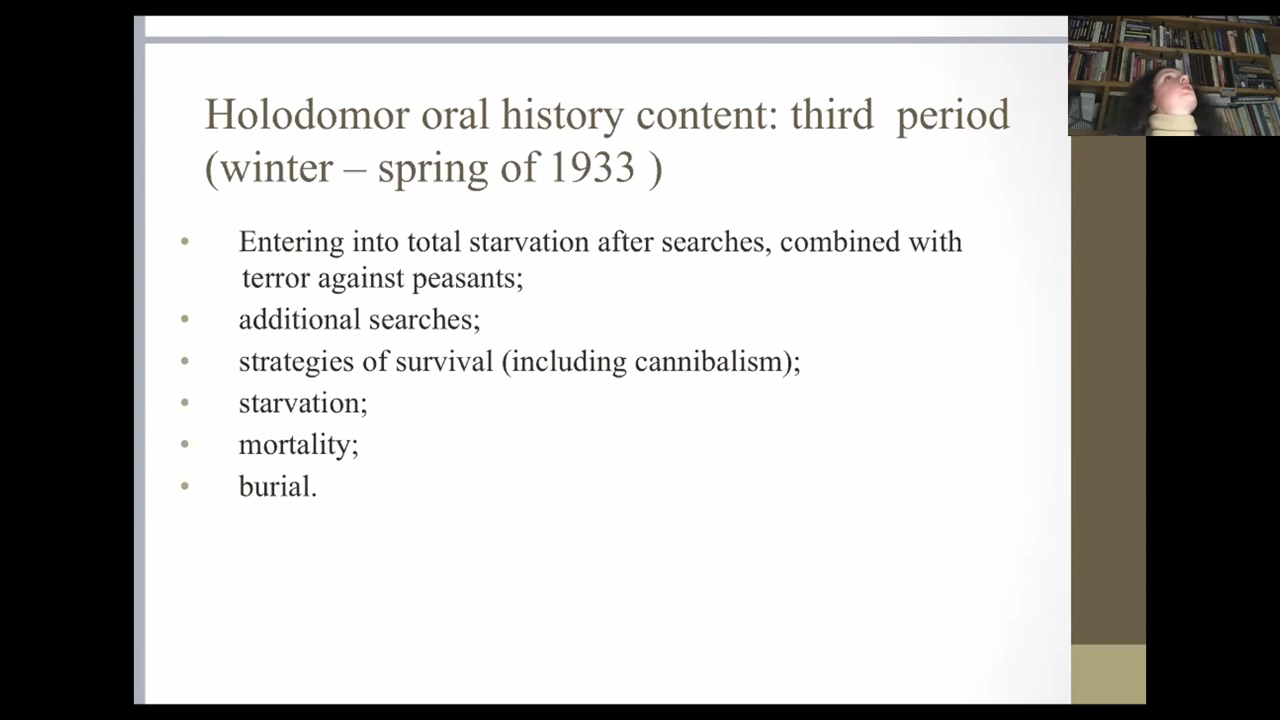 Holodomor oral history content: third period
(winter – spring of 1933 )
• Entering into total starvation after searches, combined with
terror against peasants;
• additional searches;
• strategies of survival (including cannibalism);
• starvation;
• mortality;
• burial.